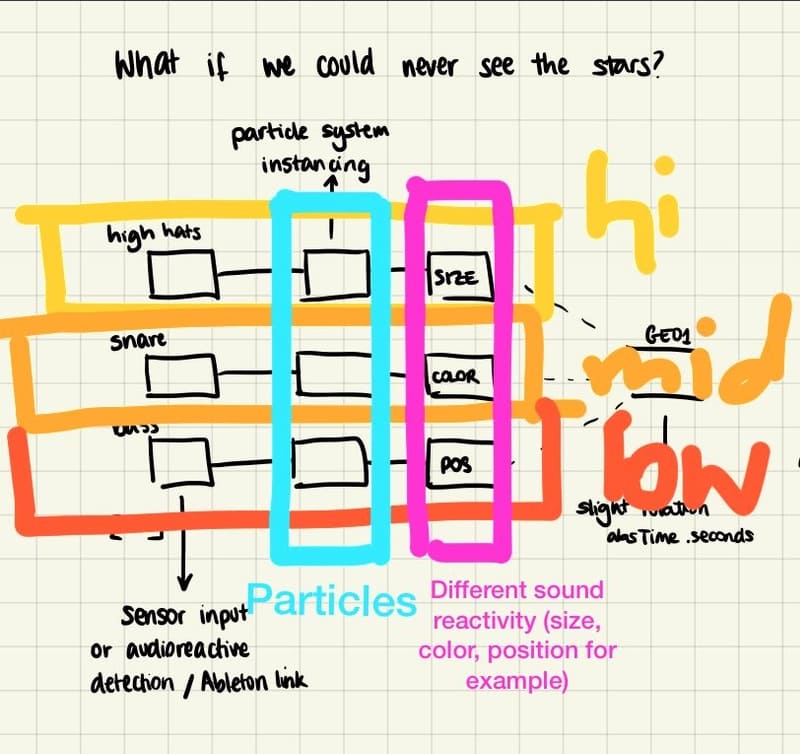 What if we could never see the stars?
particle system
instancing
hi
high hats
SIZE
snare
COLOR
GEO1
mid
POS
low
slight
absTime.seconds
Particles
Different sound
reactivity (size,
color, position for
example)
sensor input
or audioreactive
detection / Ableton link